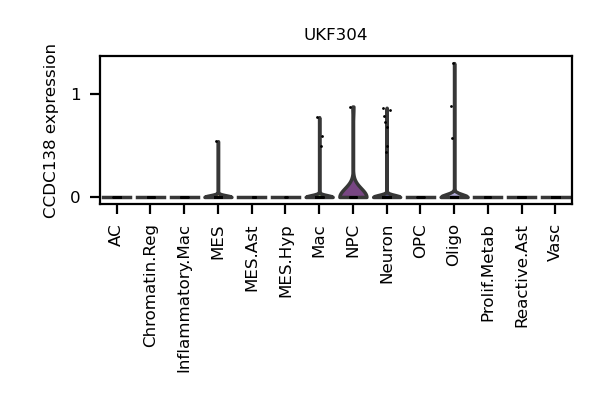 UKF304
CCDC138 expression
1
0
AC
Chromatin.Reg
Inflammatory.Mac
MES
MES.Ast
MES.Hyp
Mac
NPC
Neuron
OPC
Oligo
Prolif.Metab
Reactive.Ast
Vasc